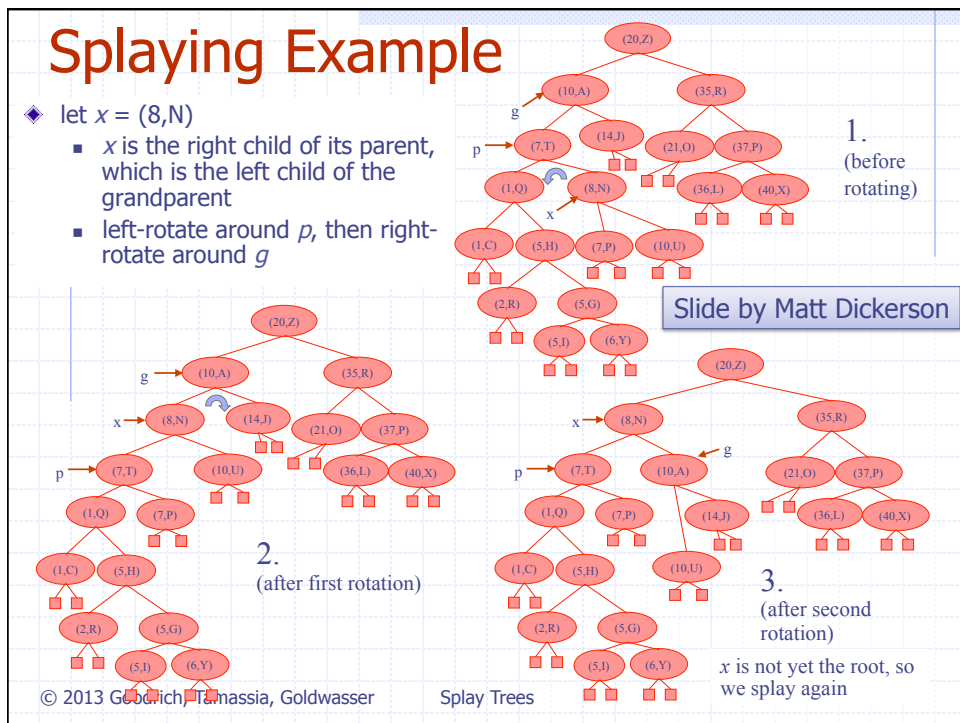 Splaying Example
let x = (8,N)
x is the right child of its parent,
which is the left child of the
grandparent
left-rotate around p, then right-
rotate around g
(20,Z)
(10,A)
(35,R)
g
(7,T)
(14,J)
(21,O)
(37,P)
p
(1,Q)
(8,N)
(36,L)
(40,X)
x
(1,C)
(5,H)
(7,P)
(10,U)
(2,R)
(5,G)
(5,I)
(6,Y)
1.
(before
rotating)
Slide by Matt Dickerson
(20,Z)
g
(10,A)
(35,R)
x
(8,N)
(14,J)
(21,O)
(37,P)
p
(7,T)
(10,U)
(36,L)
(40,X)
(1,Q)
(7,P)
(1,C)
(5,H)
(2,R)
(5,G)
(5,I)
(6,Y)
2.
(after first rotation)
(20,Z)
x
(8,N)
(35,R)
g
p
(7,T)
(10,A)
(21,O)
(37,P)
(1,Q)
(7,P)
(14,J)
(36,L)
(40,X)
(1,C)
(5,H)
(10,U)
(2,R)
(5,G)
(5,I)
(6,Y)
3.
(after second
rotation)
x is not yet the root, so
we splay again
© 2013 Goodrich, Tamassia, Goldwasser
Splay Trees